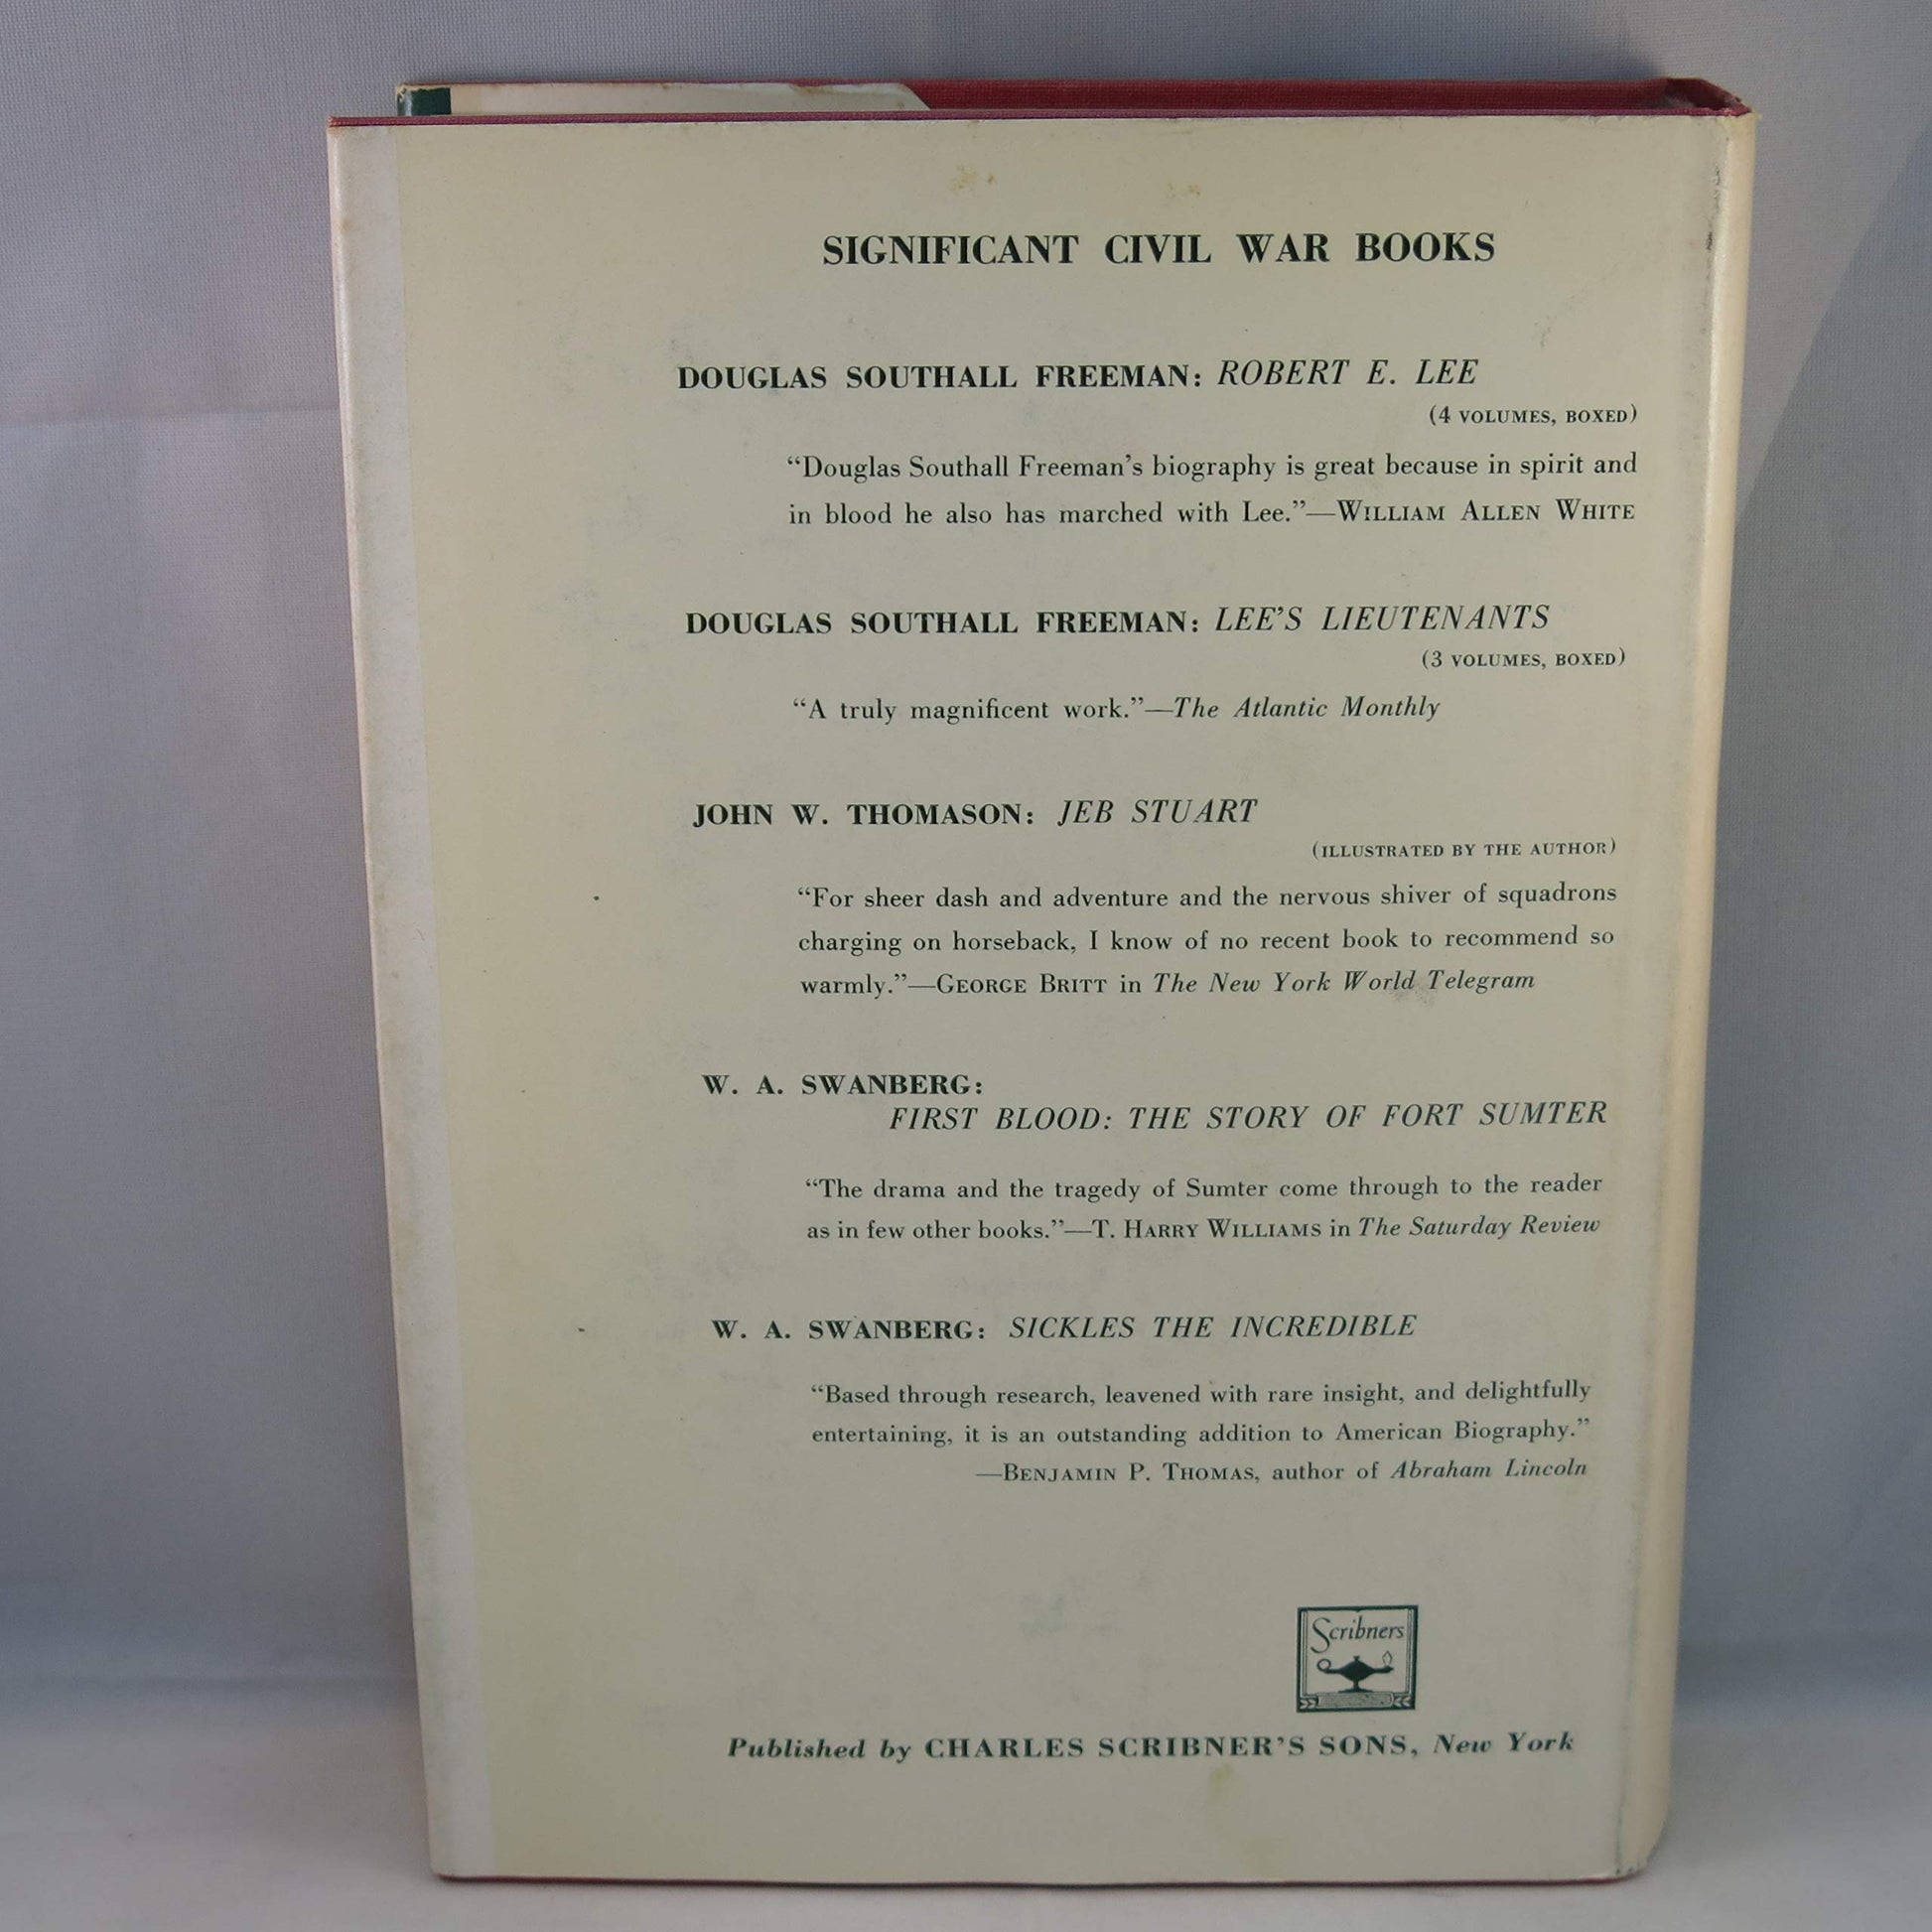 SIGNIFICANT CIVIL WAR BOOKS
DOUGLAS SOUTHALL FREEMAN: ROBERT E. LEE
(4 VOLUMES, BOXED)
“Douglas Southall Freeman’s biography is great because in spirit and
in blood he also has marched with Lee.”—WILLIAM ALLEN WHITE
DOUGLAS SOUTHALL FREEMAN: LEE’S LIEUTENANTS
(3 VOLUMES, BOXED)
“A truly magnificent work.”—The Atlantic Monthly
JOHN W. THOMASON: JEB STUART
(ILLUSTRATED BY THE AUTHOR)
“For sheer dash and adventure and the nervous shiver of squadrons
charging on horseback, I know of no recent book to recommend so
warmly.”—GEORGE BRITT in The New York World Telegram
W. A. SWANBERG:
FIRST BLOOD: THE STORY OF FORT SUMTER
“The drama and the tragedy of Sumter come through to the reader
as in few other books.”—T. HARRY WILLIAMS in The Saturday Review
W. A. SWANBERG: SICKLES THE INCREDIBLE
“Based through research, leavened with rare insight, and delightfully
entertaining, it is an outstanding addition to American Biography.”
—BENJAMIN P. THOMAS, author of Abraham Lincoln
Scribners
Published by CHARLES SCRIBNER’S SONS, New York